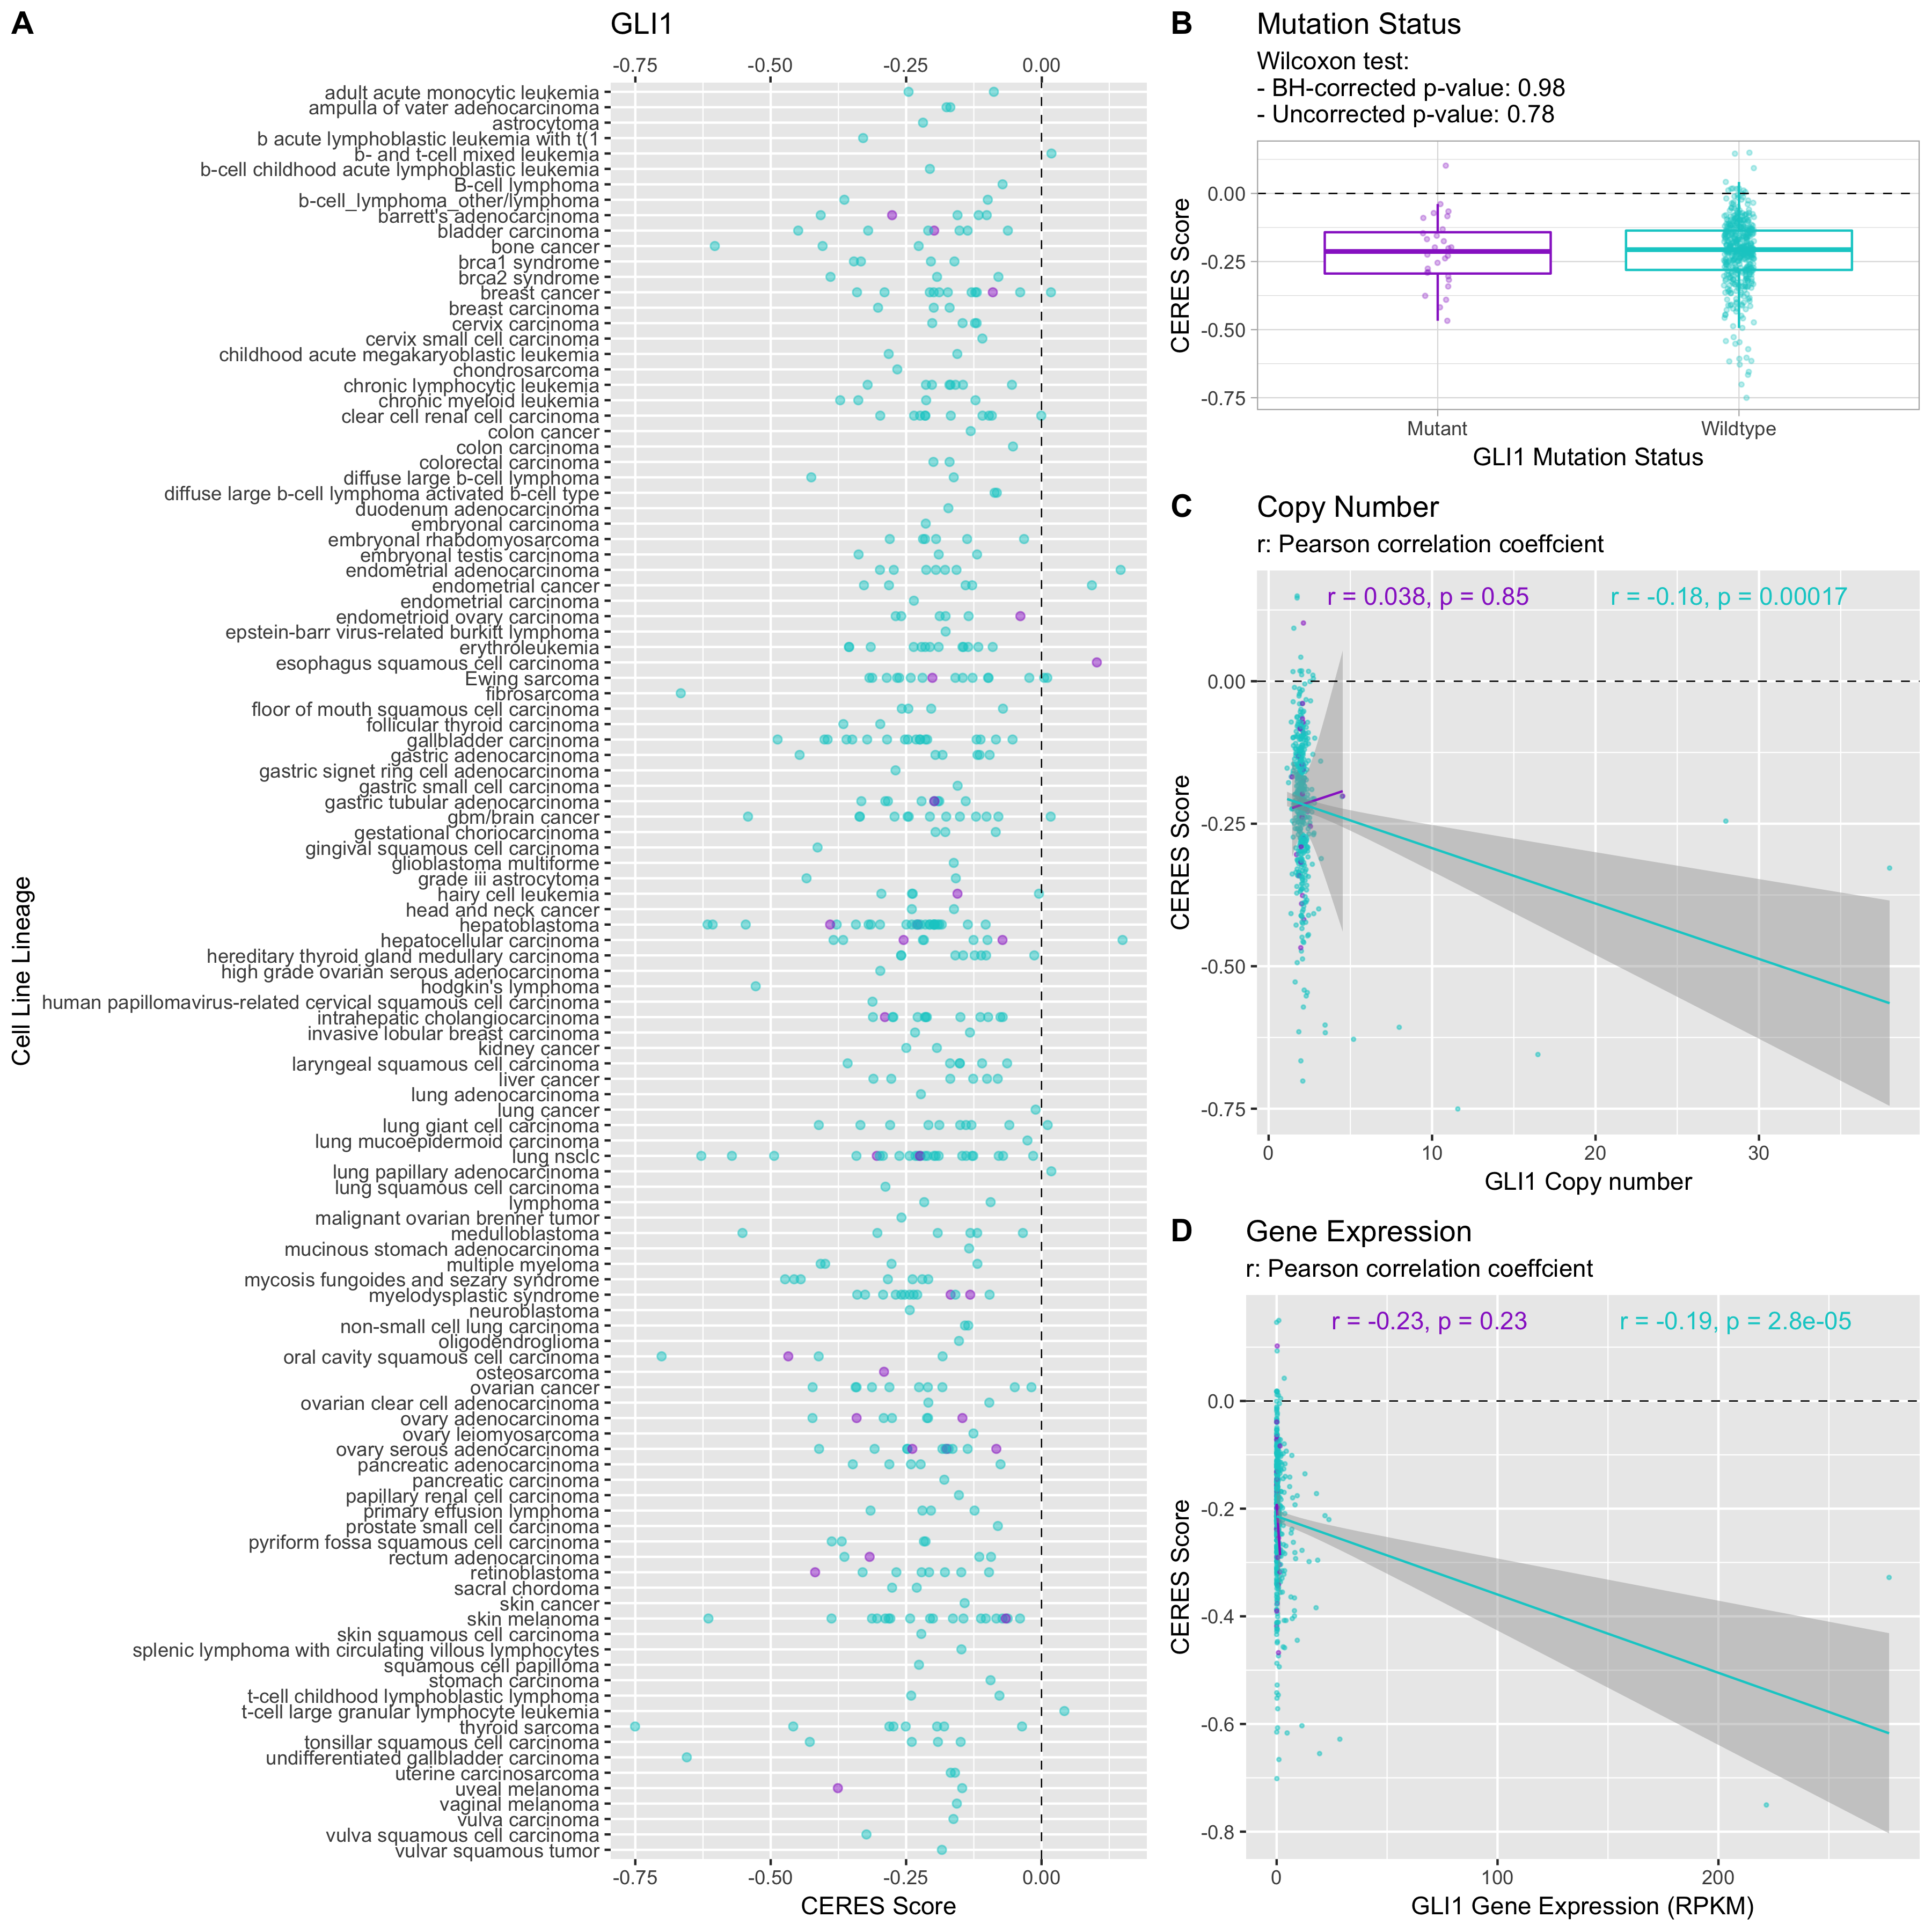 A
GLI1
-0.75 -0.50 -0.25 0.00
adult acute monocytic leukemia
ampulla of vater adenocarcinoma
astrocytoma
b acute lymphoblastic leukemia with t(1
b- and t-cell mixed leukemia
b-cell childhood acute lymphoblastic leukemia
B-cell lymphoma
b-cell_lymphoma_other/lymphoma
barrett's adenocarcinoma
bladder carcinoma
bone cancer
brca1 syndrome
brca2 syndrome
breast cancer
breast carcinoma
cervix carcinoma
cervix small cell carcinoma
childhood acute megakaryoblastic leukemia
chondrosarcoma
chronic lymphocytic leukemia
chronic myeloid leukemia
clear cell renal cell carcinoma
colon cancer
colon carcinoma
colorectal carcinoma
diffuse large b-cell lymphoma
diffuse large b-cell lymphoma activated b-cell type
duodenum adenocarcinoma
embryonal carcinoma
embryonal rhabdomyosarcoma
embryonal testis carcinoma
endometrial adenocarcinoma
endometrial cancer
endometrial carcinoma
endometrioid ovary carcinoma
epstein-barr virus-related burkitt lymphoma
erythroleukemia
esophagus squamous cell carcinoma
Ewing sarcoma
fibrosarcoma
floor of mouth squamous cell carcinoma
follicular thyroid carcinoma
gallbladder carcinoma
gastric adenocarcinoma
gastric signet ring cell adenocarcinoma
gastric small cell carcinoma
gastric tubular adenocarcinoma
gbm/brain cancer
gestational choriocarcinoma
gingival squamous cell carcinoma
glioblastoma multiforme
grade iii astrocytoma
hairy cell leukemia
head and neck cancer
hepatoblastoma
hepatocellular carcinoma
hereditary thyroid gland medullary carcinoma
high grade ovarian serous adenocarcinoma
hodgkin's lymphoma
human papillomavirus-related cervical squamous cell carcinoma
intrahepatic cholangiocarcinoma
invasive lobular breast carcinoma
kidney cancer
laryngeal squamous cell carcinoma
liver cancer
lung adenocarcinoma
lung cancer
lung giant cell carcinoma
lung mucoepidermoid carcinoma
lung nsclc
lung papillary adenocarcinoma
lung squamous cell carcinoma
lymphoma
malignant ovarian brenner tumor
medulloblastoma
mucinous stomach adenocarcinoma
multiple myeloma
mycosis fungoides and sezary syndrome
myelodysplastic syndrome
neuroblastoma
non-small cell lung carcinoma
oligodendroglioma
oral cavity squamous cell carcinoma
osteosarcoma
ovarian cancer
ovarian clear cell adenocarcinoma
ovary adenocarcinoma
ovary leiomyosarcoma
ovary serous adenocarcinoma
pancreatic adenocarcinoma
pancreatic carcinoma
papillary renal cell carcinoma
primary effusion lymphoma
prostate small cell carcinoma
pyriform fossa squamous cell carcinoma
rectum adenocarcinoma
retinoblastoma
sacral chordoma
skin cancer
skin melanoma
skin squamous cell carcinoma
splenic lymphoma with circulating villous lymphocytes
squamous cell papilloma
stomach carcinoma
t-cell childhood lymphoblastic lymphoma
t-cell large granular lymphocyte leukemia
thyroid sarcoma
tonsillar squamous cell carcinoma
undifferentiated gallbladder carcinoma
uterine carcinosarcoma
uveal melanoma
vaginal melanoma
vulva carcinoma
vulva squamous cell carcinoma
vulvar squamous tumor
-0.75 -0.50 -0.25 0.00
CERES Score
Cell Line Lineage
B
Mutation Status
Wilcoxon test:
- BH-corrected p-value: 0.98
- Uncorrected p-value: 0.78
CERES Score
0.00
-0.25
-0.50
-0.75
Mutant Wildtype
GLI1 Mutation Status
C
Copy Number
r: Pearson correlation coeffcient
r = 0.038, p = 0.85 r = -0.18, p = 0.00017
CERES Score
0.00
-0.25
-0.50
-0.75
0 10 20 30
GLI1 Copy number
D
Gene Expression
r: Pearson correlation coeffcient
r = -0.23, p = 0.23 r = -0.19, p = 2.8e-05
CERES Score
0.0
-0.2
-0.4
-0.6
-0.8
0 100 200
GLI1 Gene Expression (RPKM)